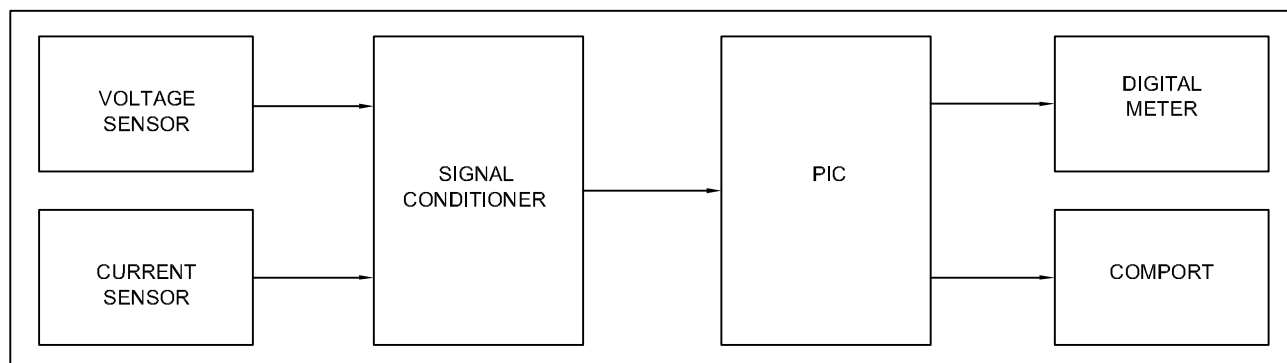 VOLTAGE
SENSOR
CURRENT
SENSOR
SIGNAL
CONDITIONER
PIC
DIGITAL
METER
COMPORT